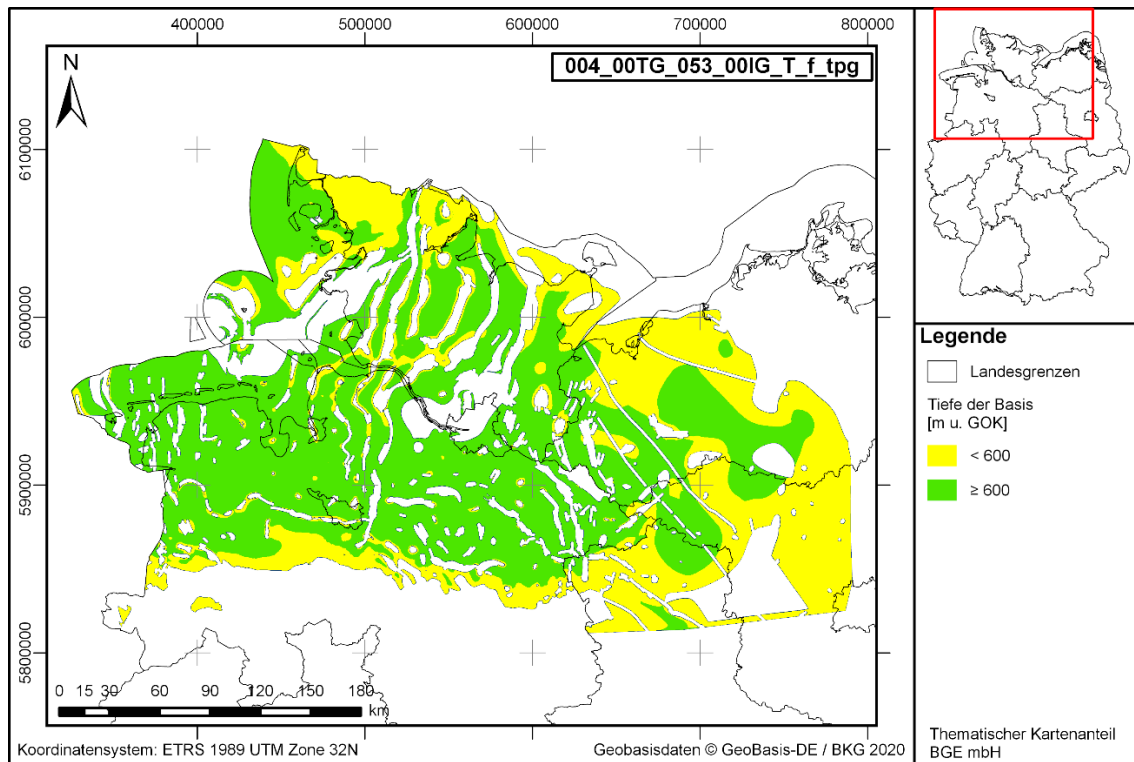 400000 500000 600000 700000 800000
004_00TG_053_00IG_T_f_tpg
N
6100000
6000000
5900000
5800000
0 15 30 60 90 120 150 180
km
Koordinatensystem: ETRS 1989 UTM Zone 32N
Geobasisdaten © GeoBasis-DE / BKG 2020
Legende
Landesgrenzen
Tiefe der Basis
[m u. GOK]
< 600
≥ 600
Thematischer Kartenanteil
BGE mbH